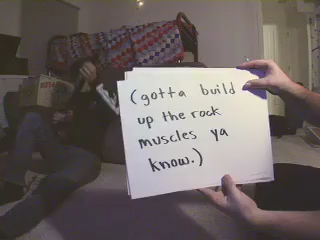 (gotta build
up the rock
muscles ya
know.)